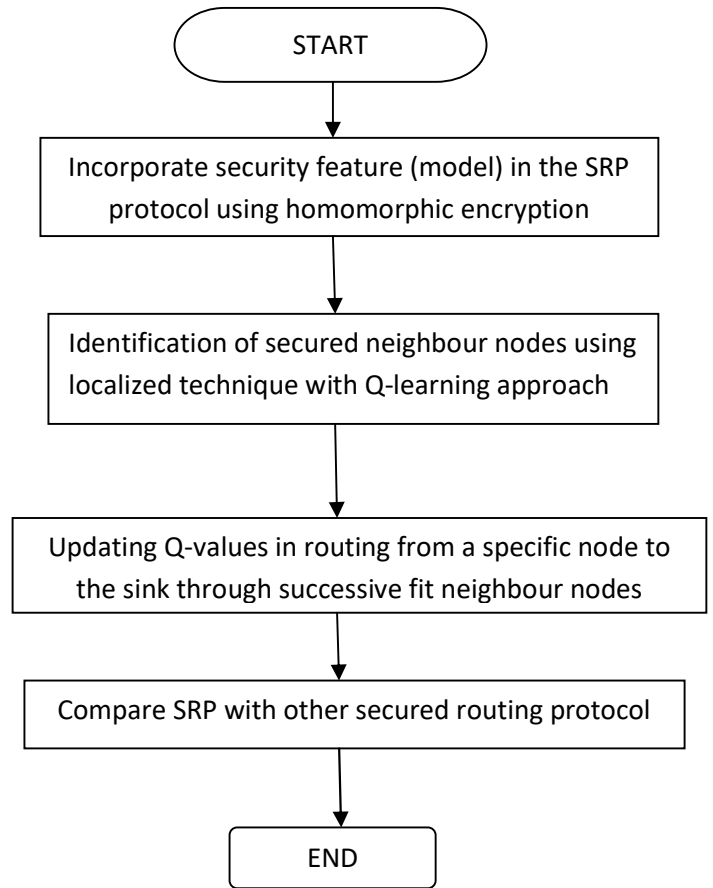 START
Incorporate security feature (model) in the SRP
protocol using homomorphic encryption
Identification of secured neighbour nodes using
localized technique with Q-learning approach
Updating Q-values in routing from a specific node to
the sink through successive fit neighbour nodes
Compare SRP with other secured routing protocol
END